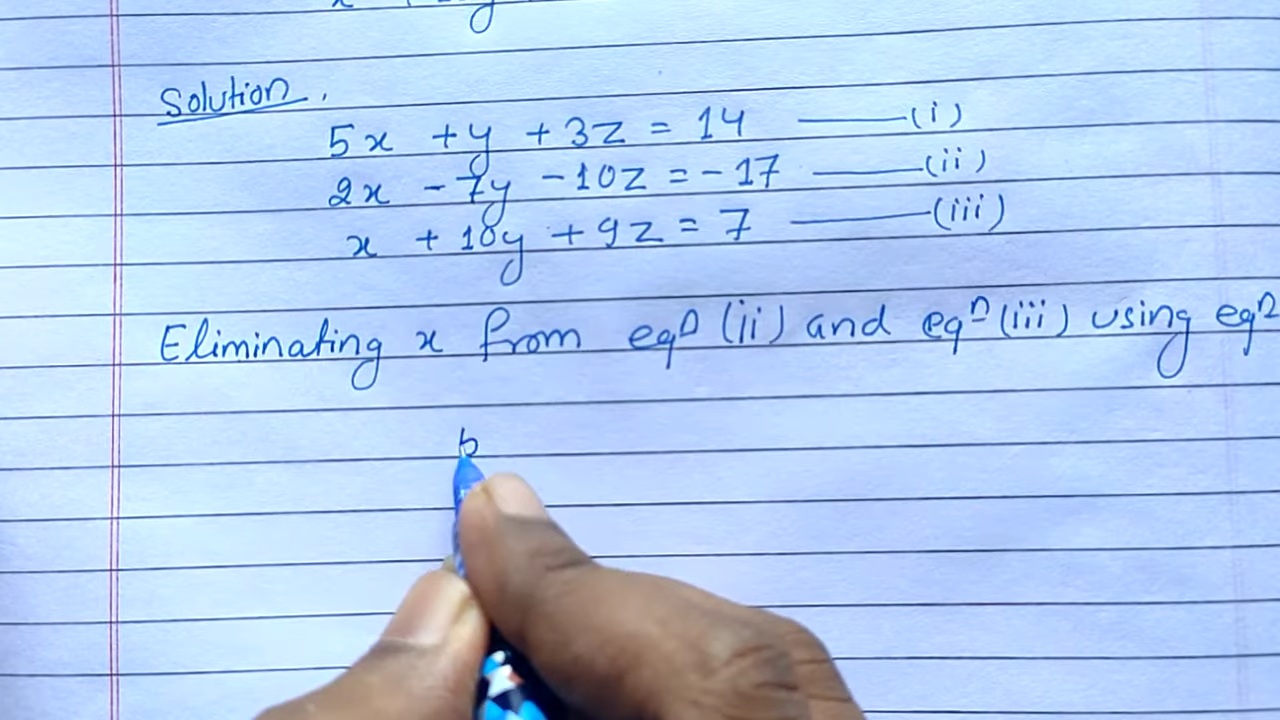 Solution.
5x + y + 3z = 14 ——(i)
2x - 7y - 10z = -17 ——(ii)
x + 10y + 9z = 7 ——(iii)
Eliminating x from eqⁿ (ii) and eqⁿ (iii) using eqⁿ